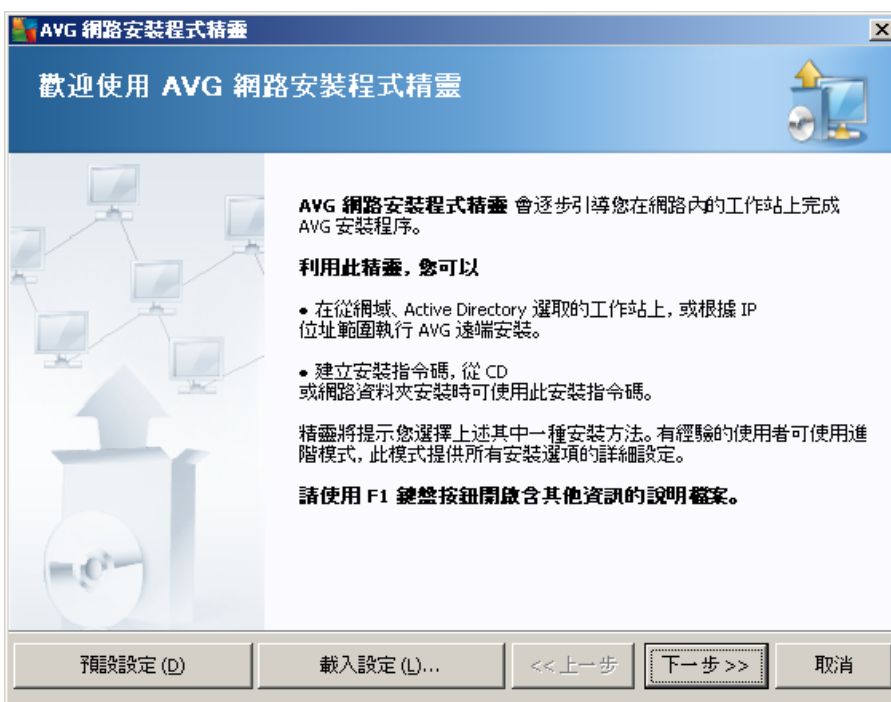 AVG 網路安裝程式精靈
歡迎使用 AVG 網路安裝程式精靈
AVG 網路安裝程式精靈 會逐步引導您在網路內的工作站上完成
AVG 安裝程序。
利用此精靈, 您可以
• 在從網域、Active Directory 選取的工作站上, 或根據 IP
位址範圍執行 AVG 遠端安裝。
• 建立安裝指令碼, 從 CD
或網路資料夾安裝時可使用此安裝指令碼。
精靈將提示您選擇上述其中一種安裝方法。有經驗的使用者可使用進
階模式, 此模式提供所有安裝選項的詳細設定。
請使用 F1 鍵盤按鈕開啟含其他資訊的說明檔案。
預設設定 (D)
載入設定 (L)...
<< 上一步
下一步 >>
取消